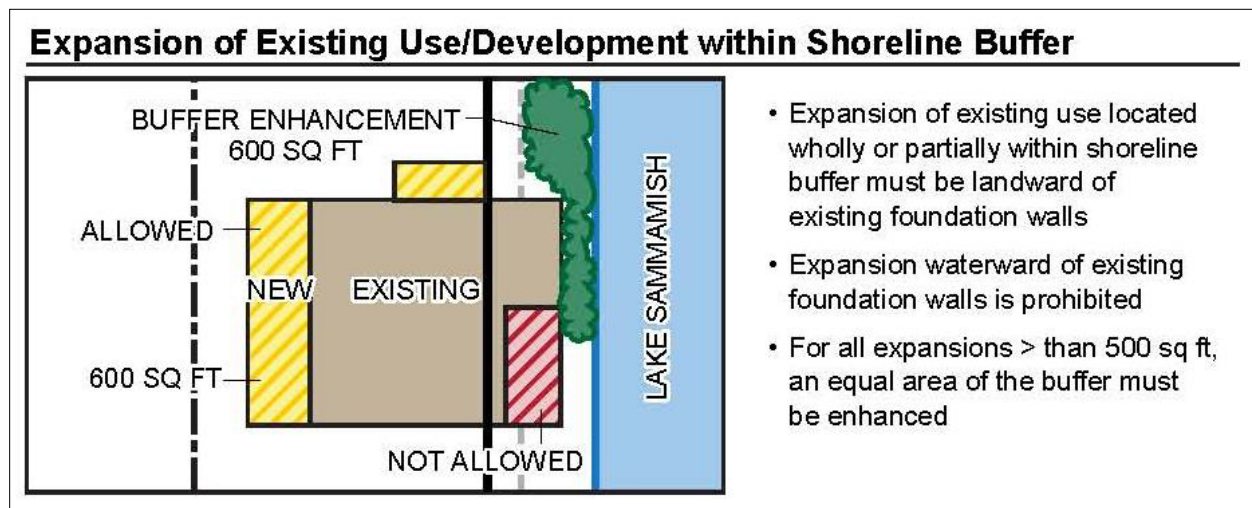 Expansion of Existing Use/Development within Shoreline Buffer
BUFFER ENHANCEMENT
600 SQ FT
ALLOWED
NEW
EXISTING
600 SQ FT
NOT ALLOWED
LAKE SAMMAMISH
• Expansion of existing use located
wholly or partially within shoreline
buffer must be landward of
existing foundation walls
• Expansion waterward of existing
foundation walls is prohibited
• For all expansions > than 500 sq ft,
an equal area of the buffer must
be enhanced